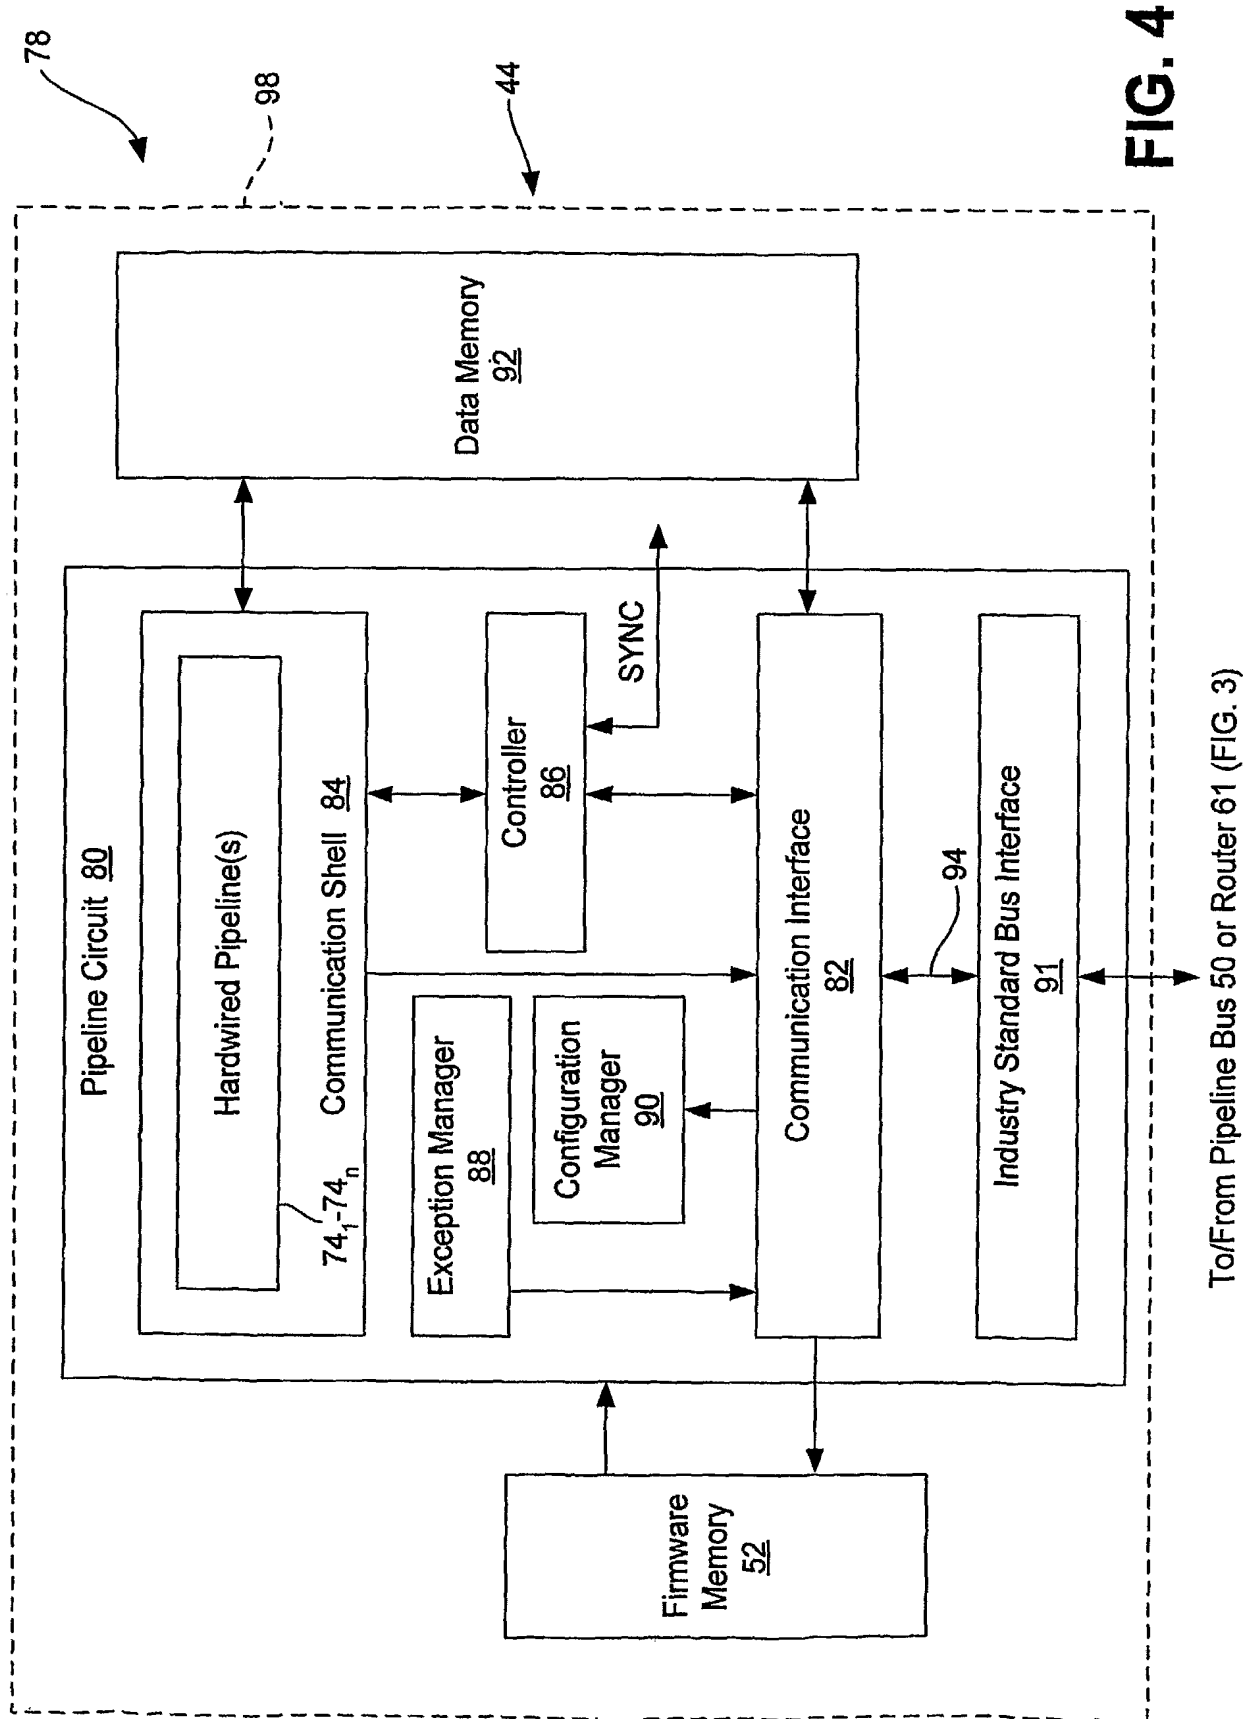 78
98
44
Pipeline Circuit 80
Hardwired Pipeline(s)
74₁-74ₙ
Communication Shell 84
Exception Manager
88
Controller
86
SYNC
Configuration
Manager
90
Data Memory
92
Firmware
Memory
52
Communication Interface
82
94
Industry Standard Bus Interface
91
To/From Pipeline Bus 50 or Router 61 (FIG. 3)
FIG. 4